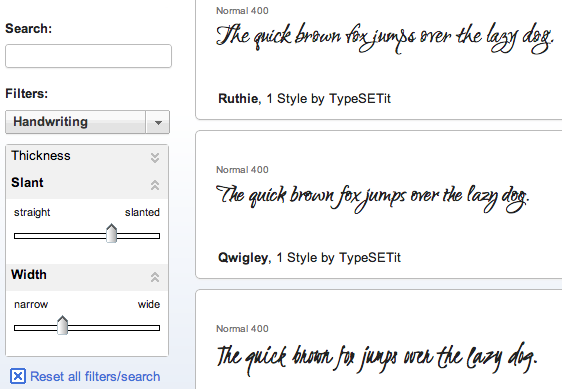 Search:
Filters:
Handwriting
Thickness
Slant
straight slanted
Width
narrow wide
Reset all filters/search
Normal 400
The quick brown fox jumps over the lazy dog.
Ruthie, 1 Style by TypeSETit
Normal 400
The quick brown fox jumps over the lazy dog.
Qwigley, 1 Style by TypeSETit
Normal 400
The quick brown fox jumps over the lazy dog.